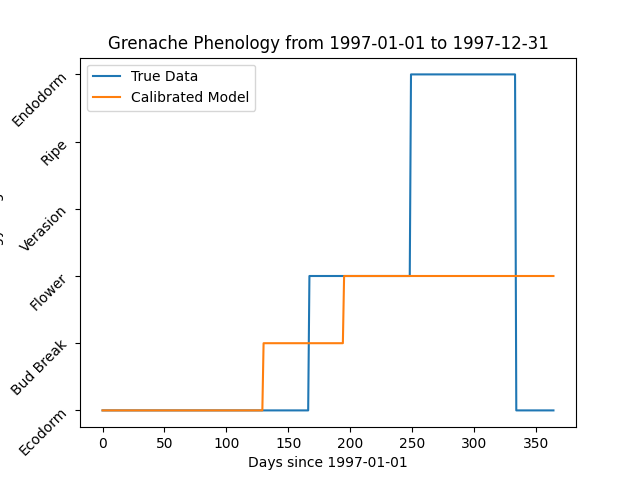 Grenache Phenology from 1997-01-01 to 1997-12-31
True Data
Calibrated Model
Endodorm
Ripe
Verasion
Flower
Bud Break
Ecodorm
0 50 100 150 200 250 300 350
Days since 1997-01-01